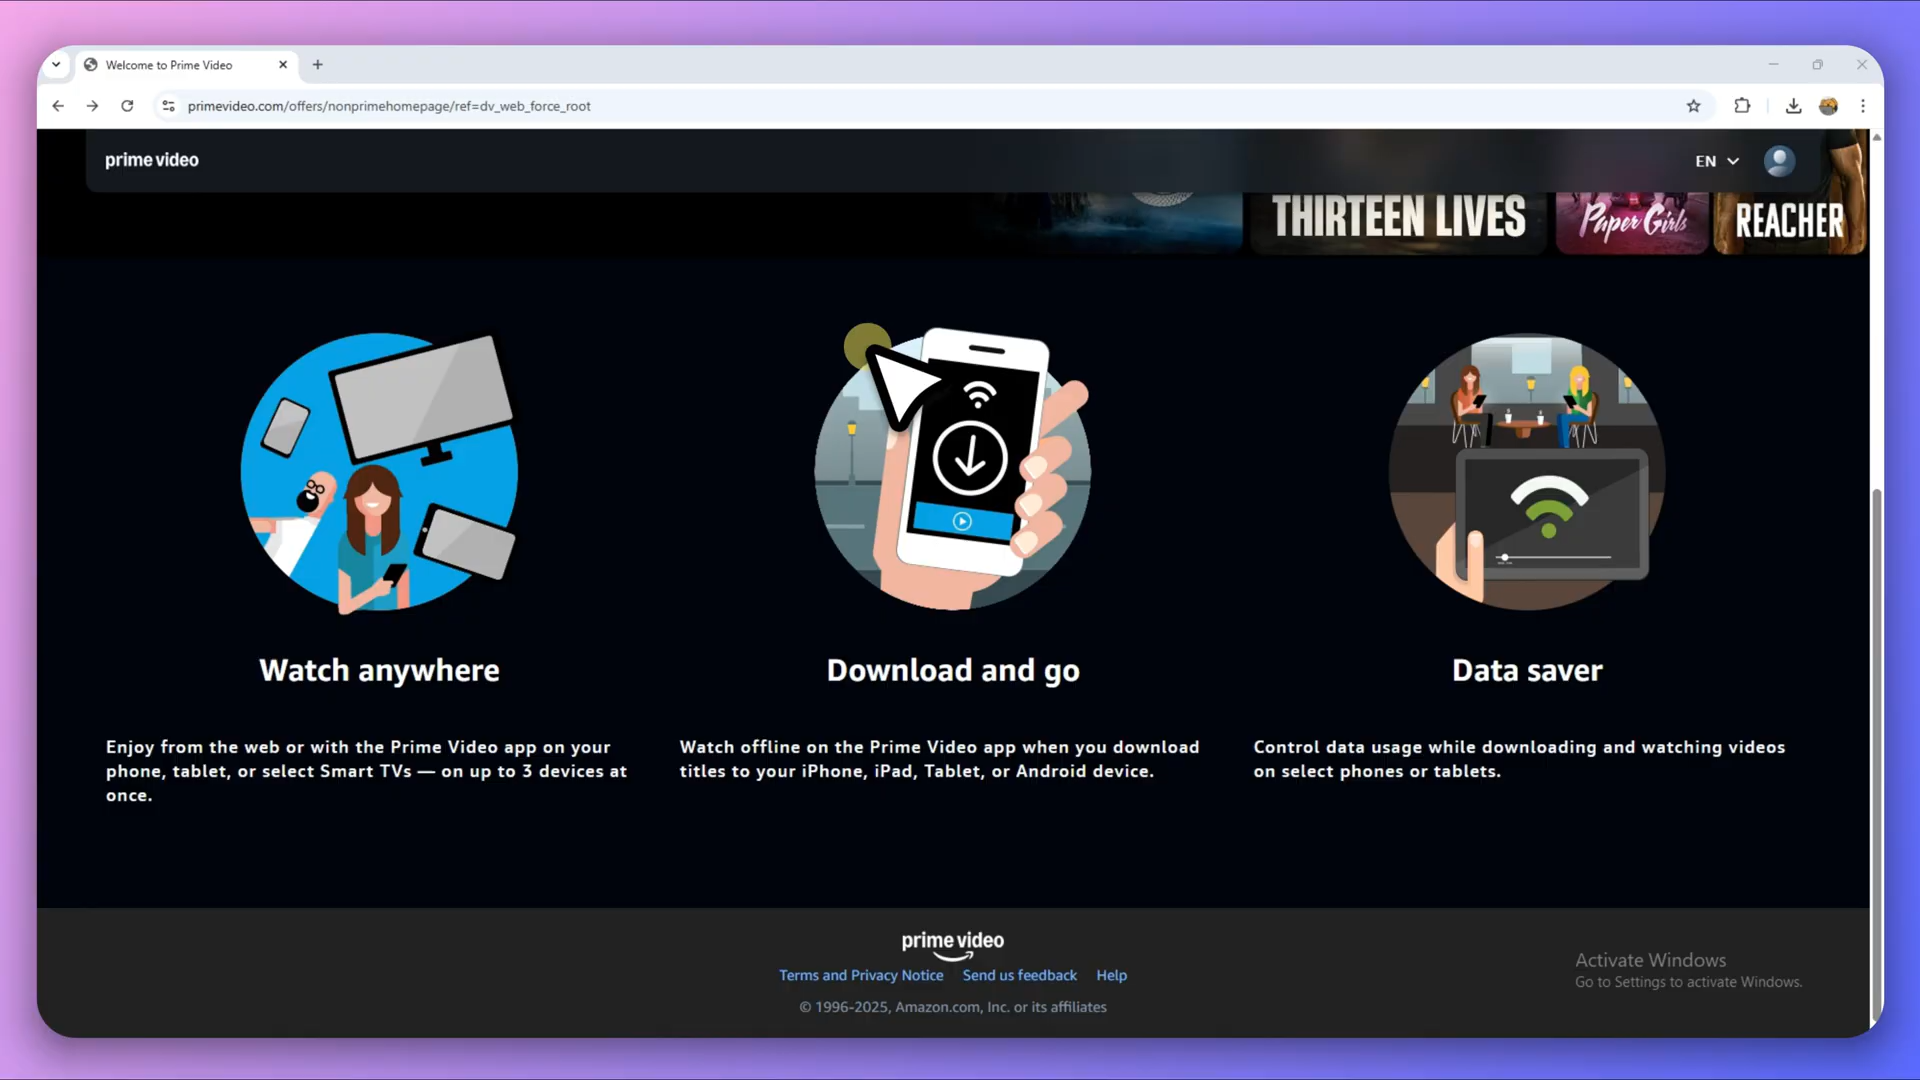 Welcome to Prime Video
primevideo.com/offers/nonprimehomepage/ref=dv_web_force_root
prime video
EN
THIRTEEN LIVES
Paper Girls
REACHER
Watch anywhere
Enjoy from the web or with the Prime Video app on your
phone, tablet, or select Smart TVs — on up to 3 devices at
once.
Download and go
Watch offline on the Prime Video app when you download
titles to your iPhone, iPad, Tablet, or Android device.
Data saver
Control data usage while downloading and watching videos
on select phones or tablets.
prime video
Terms and Privacy Notice Send us feedback Help
© 1996-2025, Amazon.com, Inc. or its affiliates
Activate Windows
Go to Settings to activate Windows.